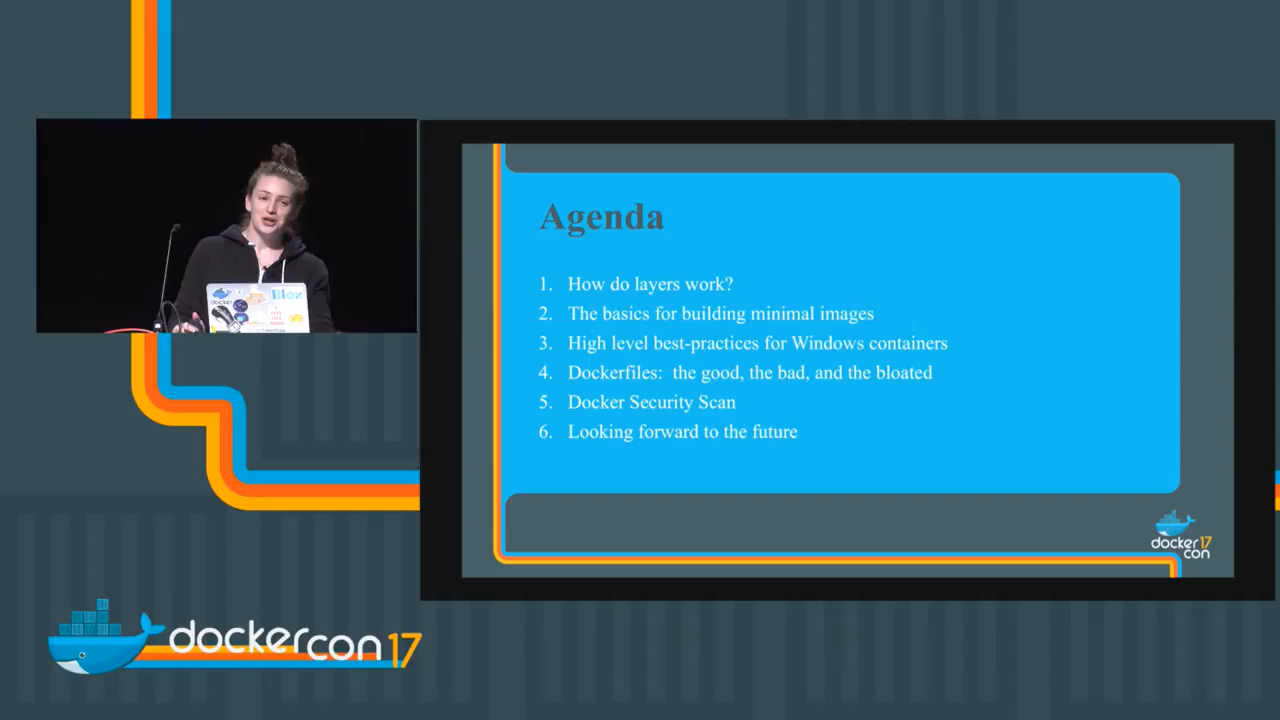 Agenda
1. How do layers work?
2. The basics for building minimal images
3. High level best-practices for Windows containers
4. Dockerfiles: the good, the bad, and the bloated
5. Docker Security Scan
6. Looking forward to the future
docker 17
con
docker
Blox
dockercon 17